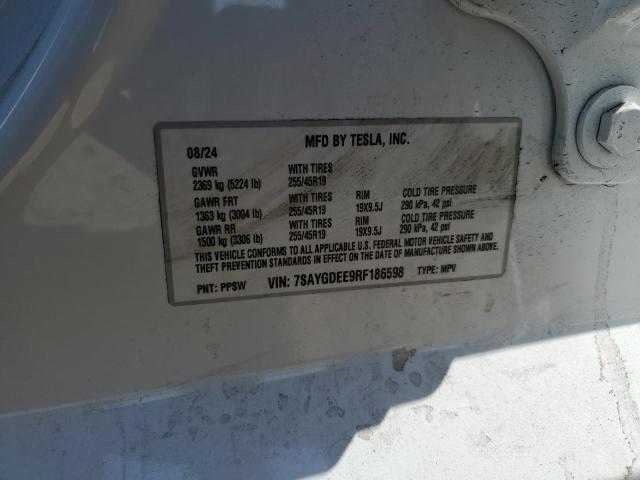 MFD BY TESLA, INC.
08/24
GVWR WITH TIRES
2369 kg (5224 lb) 255/45R19
GAWR FRT WITH TIRES RIM COLD TIRE PRESSURE
1363 kg (3004 lb) 255/45R19 19X9.5J 290 kPa, 42 psi
GAWR RR WITH TIRES RIM COLD TIRE PRESSURE
1500 kg (3306 lb) 255/45R19 19X9.5J 290 kPa, 42 psi
THIS VEHICLE CONFORMS TO ALL APPLICABLE U.S. FEDERAL MOTOR VEHICLE SAFETY AND
THEFT PREVENTION STANDARDS IN EFFECT ON THE DATE OF MANUFACTURE SHOWN ABOVE.
PNT: PPSW VIN: 7SAYGDEE9RF186598 TYPE: MPV